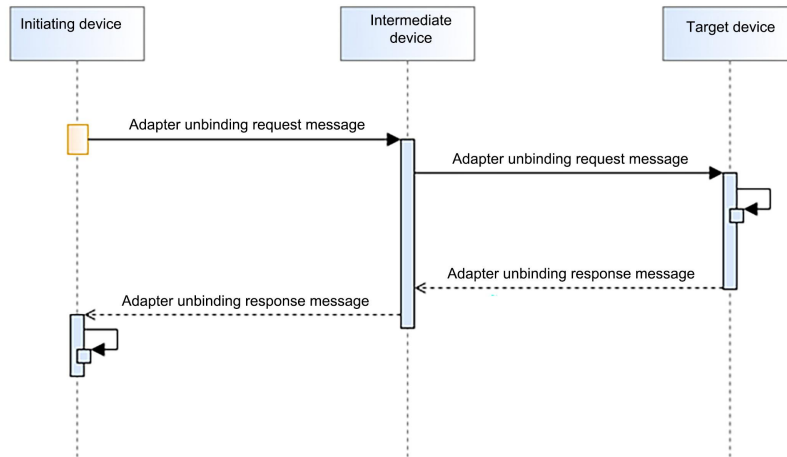 Initiating device
Intermediate
device
Target device
Adapter unbinding request message
Adapter unbinding request message
Adapter unbinding response message
Adapter unbinding response message